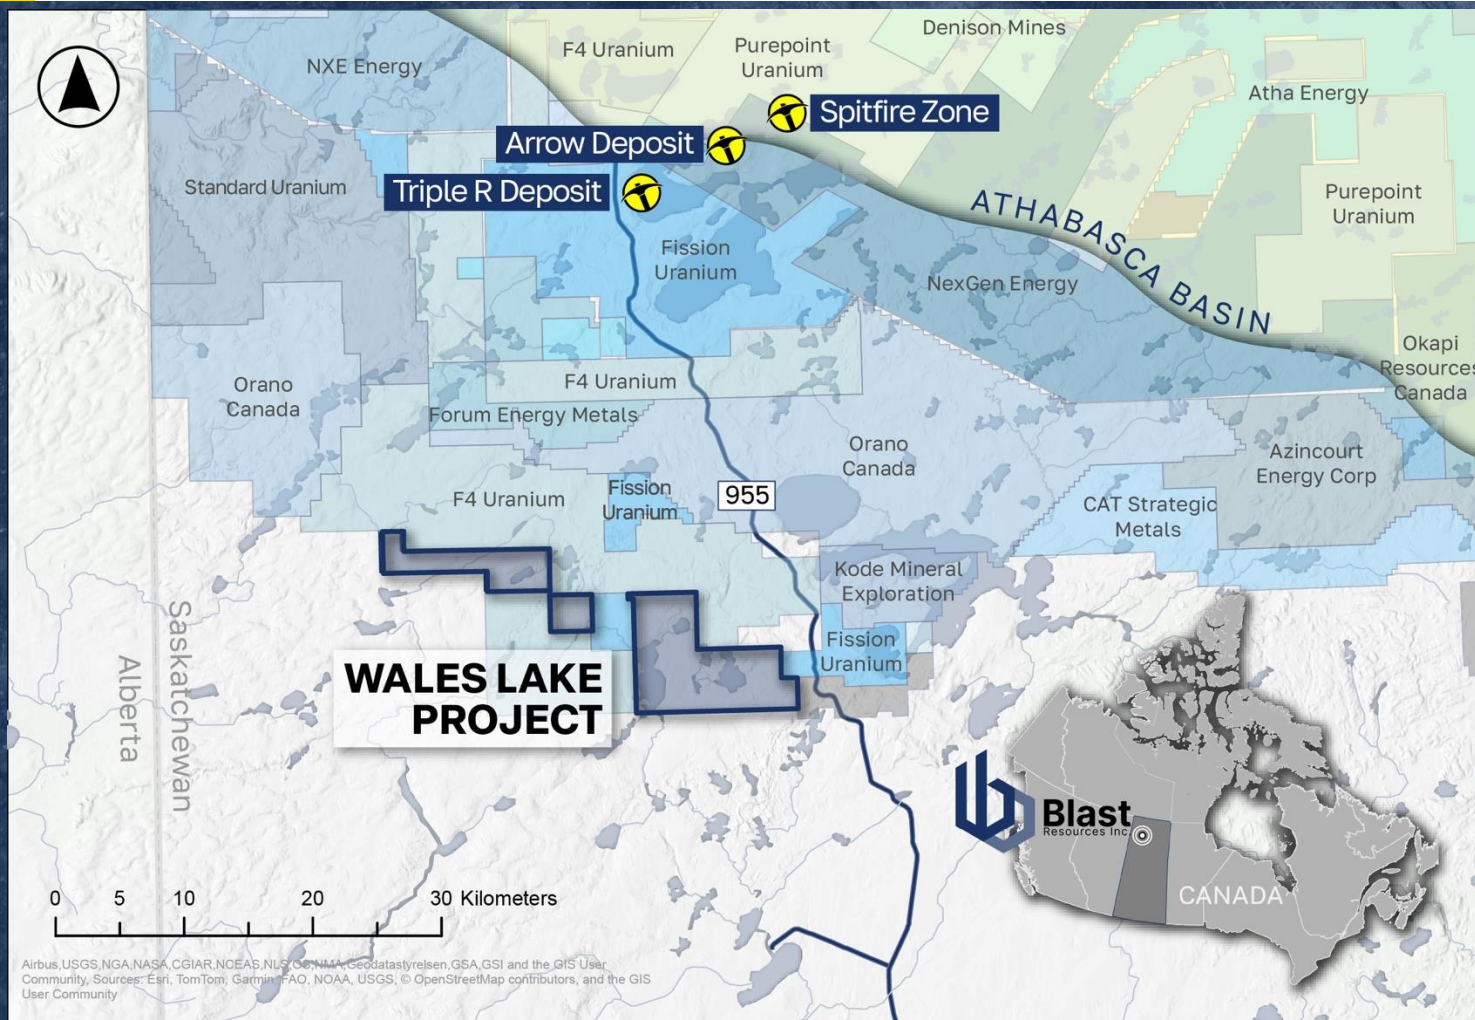 Denison Mines
F4 Uranium
Purepoint
Uranium
NXE Energy
Atha Energy
Spitfire Zone
Arrow Deposit
Standard Uranium
Triple R Deposit
Purepoint
Uranium
ATHABASCA BASIN
Fission
Uranium
NexGen Energy
Okapi
Resources
Canada
Orano
Canada
F4 Uranium
Forum Energy Metals
Orano
Canada
Azincourt
Energy Corp
F4 Uranium
Fission
Uranium
955
CAT Strategic
Metals
Kode Mineral
Exploration
Fission
Uranium
WALES LAKE
PROJECT
Alberta
Saskatchewan
Blast
Resources Inc
CANADA
0 5 10 20 30 Kilometers
Airbus,USGS,NGA,NASA,CGIAR,NCEAS,NLS,OS,NMA,Geodatastyrelsen,GSA,GSI and the GIS User
Community, Sources: Esri, TomTom, Garmin, FAO, NOAA, USGS, © OpenStreetMap contributors, and the GIS
User Community